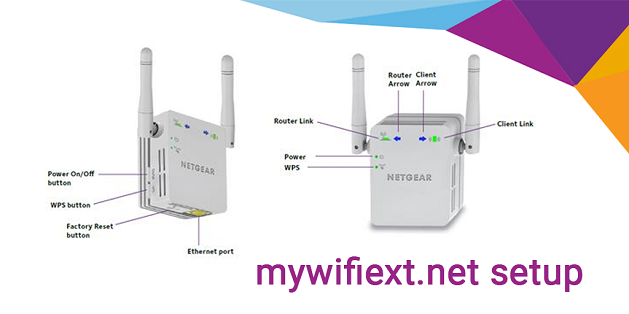 Power On/Off
button
WPS button
Factory Reset
button
Ethernet port
NETGEAR
Router
Arrow
Client
Arrow
Router Link
Client Link
Power
WPS
NETGEAR
mywifiext.net setup